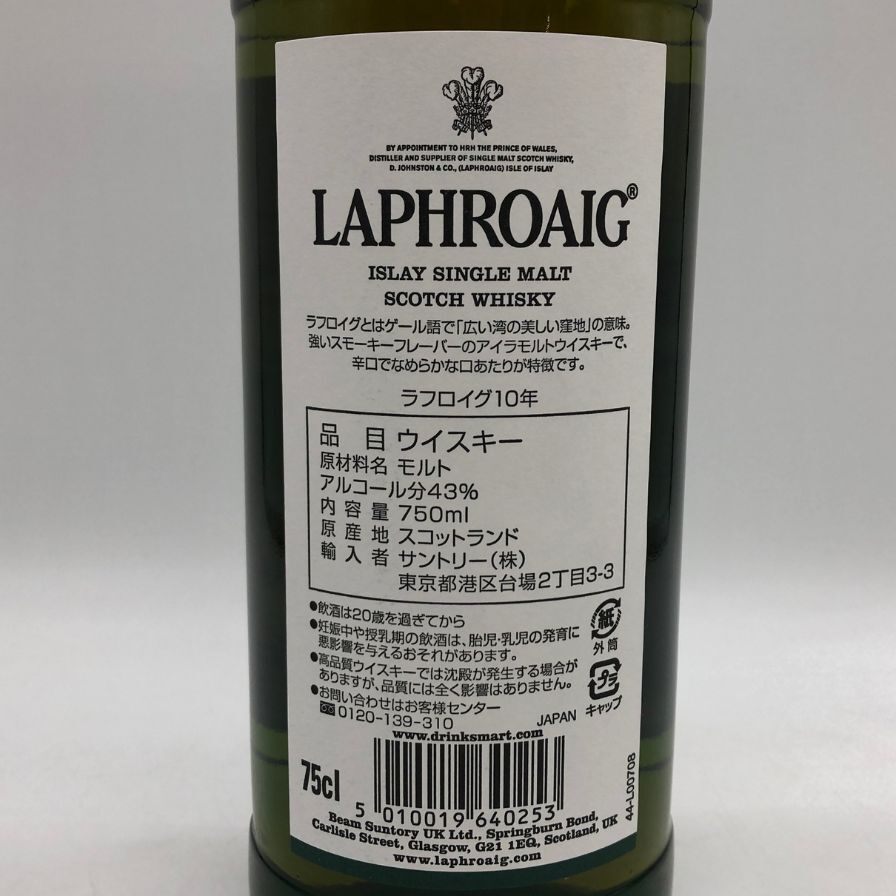 BY APPOINTMENT TO HRH THE PRINCE OF WALES,
DISTILLER AND SUPPLIER OF SINGLE MALT SCOTCH WHISKY,
D. JOHNSTON & CO., (LAPHROAIG) ISLE OF ISLAY
LAPHROAIG®
ISLAY SINGLE MALT
SCOTCH WHISKY
ラフロイグとはゲール語で「広い湾の美しい窪地」の意味。
強いスモーキーフレーバーのアイラモルトウイスキーで、
辛口でなめらかな口あたりが特徴です。
ラフロイグ10年
品目 ウイスキー
原材料名 モルト
アルコール分43%
内容量 750ml
原産地 スコットランド
輸入者 サントリー(株)
東京都港区台場2丁目3-3
●飲酒は20歳を過ぎてから
●妊娠中や授乳期の飲酒は、胎児・乳児の発育に
悪影響を与えるおそれがあります。
●高品質ウイスキーでは沈殿が発生する場合が
ありますが、品質には全く影響はありません。
●お問い合わせはお客様センター
0120-139-310
紙
外筒
プラ
キャップ
JAPAN
www.drinksmart.com
75cl
5 010019 640253
44-L00708
Beam Suntory UK Ltd., Springburn Bond,
Carlisle Street, Glasgow, G21 1EQ, Scotland, UK
www.laphroaig.com